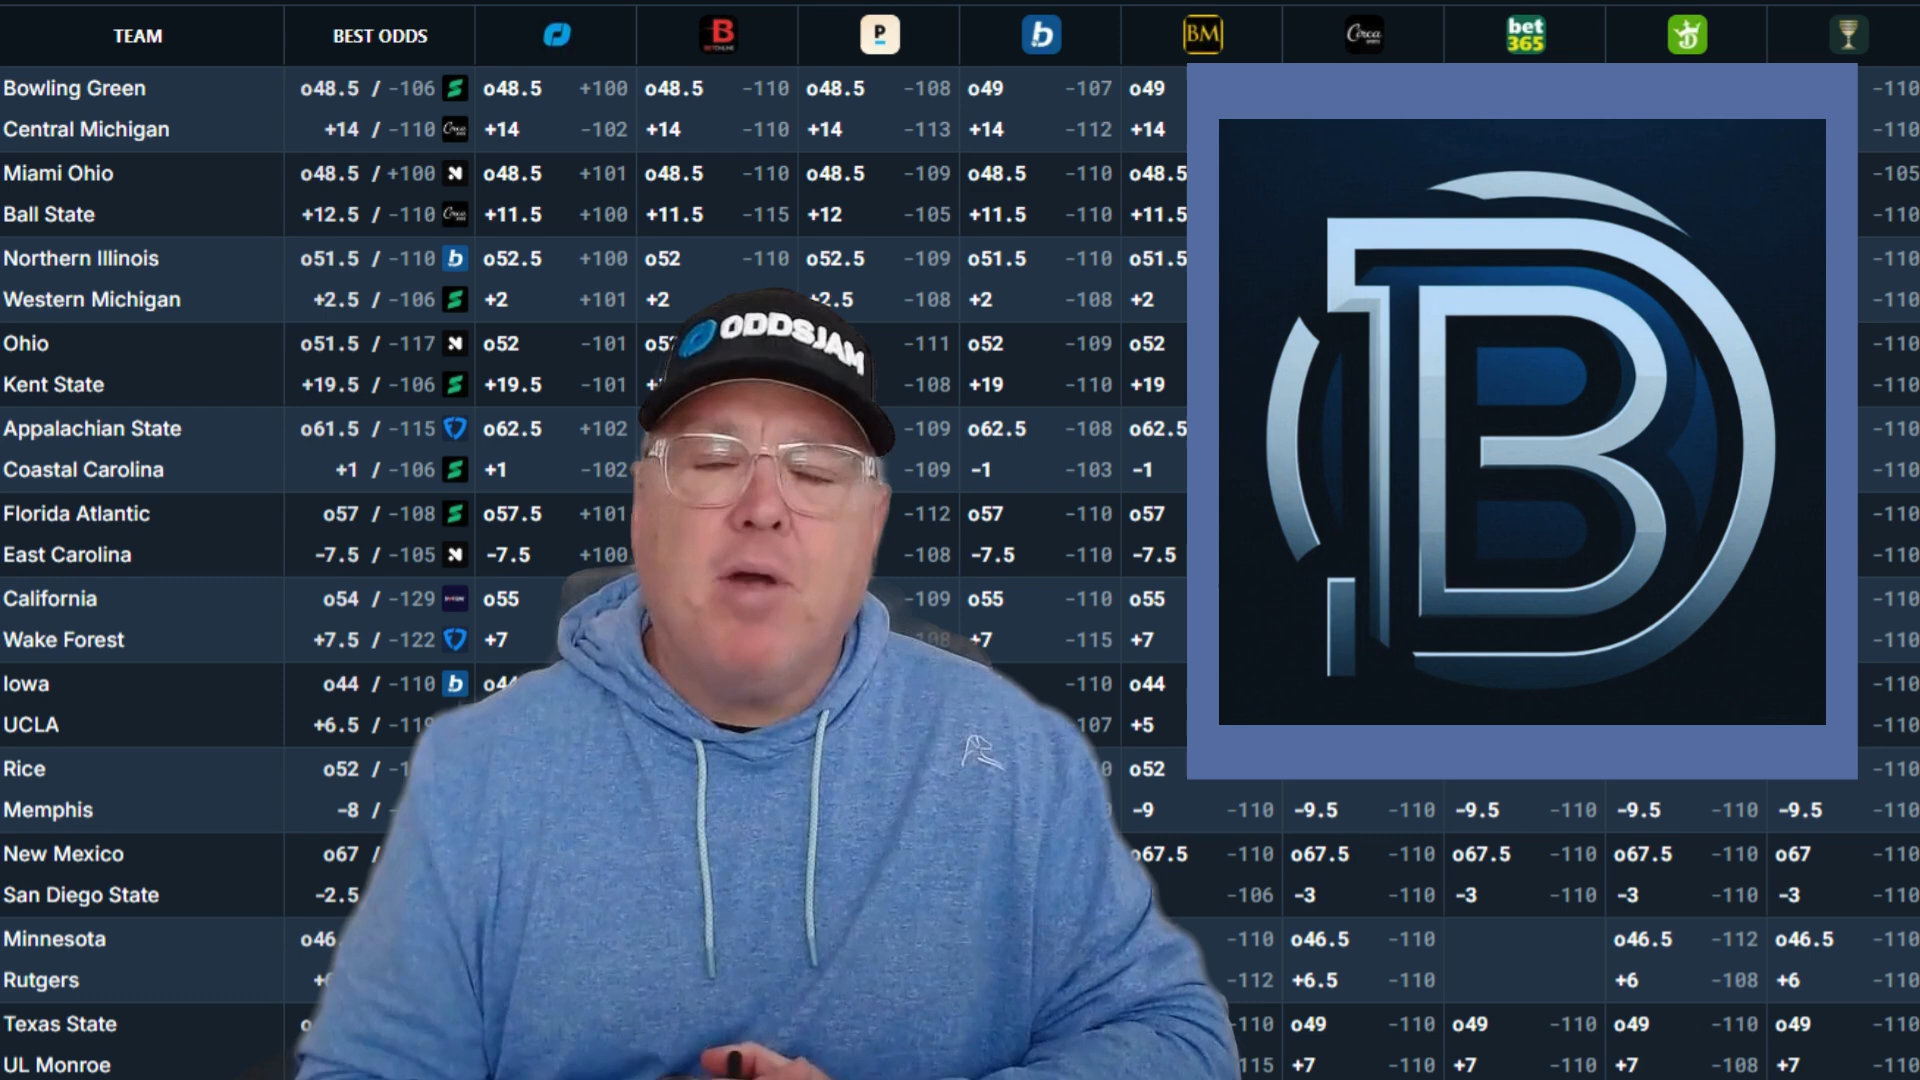 TEAM BEST ODDS B BETONLINE P b BM Circa SPORTS bet365
Bowling Green o48.5 / -106 o48.5 +100 o48.5 -110 o48.5 -108 o49 -107 o49 -110
Central Michigan +14 / -110 Circa +14 -102 +14 -110 +14 -113 +14 -112 +14 -110
Miami Ohio o48.5 / +100 N o48.5 +101 o48.5 -110 o48.5 -109 o48.5 -110 o48.5 -105
Ball State +12.5 / -110 Circa +11.5 +100 +11.5 -115 +12 -105 +11.5 -110 +11.5 -110
Northern Illinois o51.5 / -110 b o52.5 +100 o52 -110 o52.5 -109 o51.5 -110 o51.5 -110
Western Michigan +2.5 / -106 +2 +101 +2 +2.5 -108 +2 -108 +2 -110
Ohio o51.5 / -117 N o52 -101 -111 o52 -109 o52 -110
Kent State +19.5 / -106 +19.5 -101 -108 +19 -110 +19 -110
ODDSJAM
Appalachian State o61.5 / -115 o62.5 +102 -109 o62.5 -108 o62.5 -110
Coastal Carolina +1 / -106 +1 -102 -109 -1 -103 -1 -110
Florida Atlantic o57 / -108 o57.5 +101 -112 o57 -110 o57 -110
East Carolina -7.5 / -105 N -7.5 +100 -108 -7.5 -110 -7.5 -110
California o54 / -129 o55 -109 o55 -110 o55 -110
Wake Forest +7.5 / -122 +7 -108 +7 -115 +7 -110
Iowa o44 / -110 b o44 -110 o44 -110
UCLA +6.5 / -107 +5 -110
Rice o52 / o52 -110
Memphis -8 / -9 -110 -9.5 -110 -9.5 -110 -9.5 -110 -9.5 -110
New Mexico o67 / o67.5 -110 o67.5 -110 o67.5 -110 o67.5 -110 o67 -110
San Diego State -2.5 -106 -3 -110 -3 -110 -3 -110 -3 -110
Minnesota o46. -110 o46.5 -110 o46.5 -112 o46.5 -110
Rutgers -112 +6.5 -110 +6 -108 +6 -110
Texas State -110 o49 -110 o49 -110 o49 -110 o49 -110
UL Monroe +7 -110 +7 -110 +7 -108 +7 -110